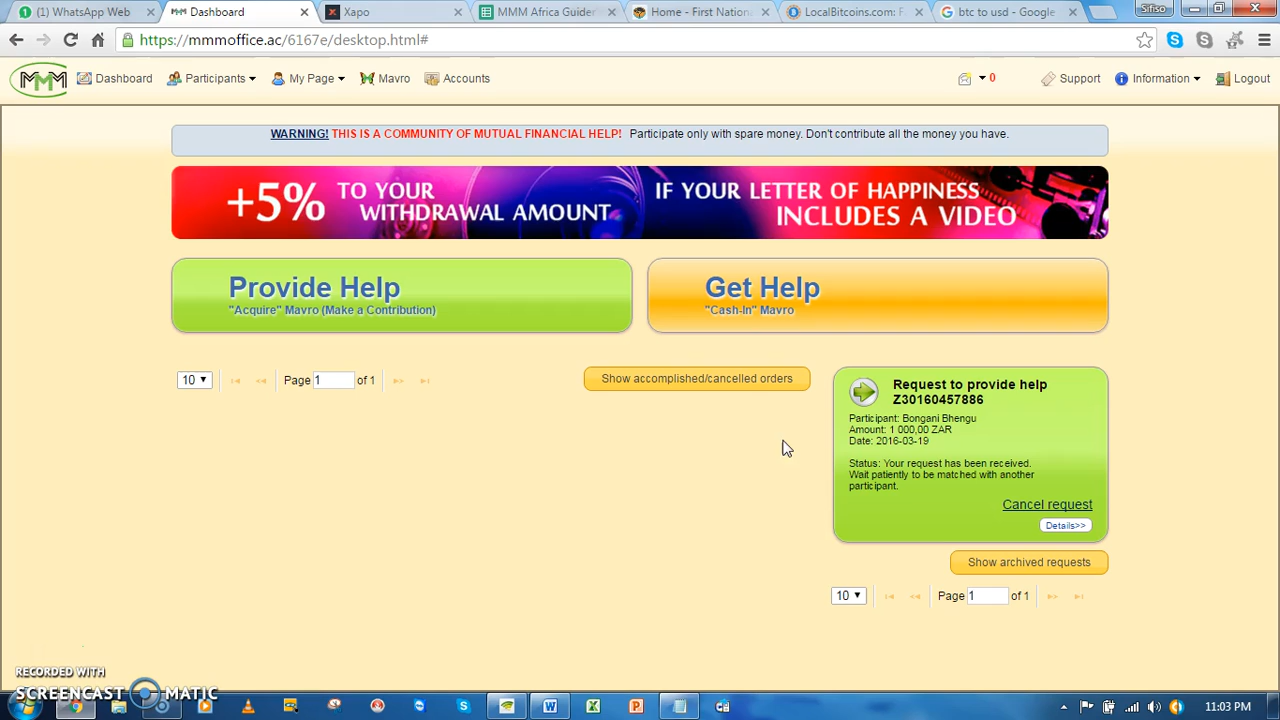 (1) WhatsApp Web
Dashboard
Xapo
MMM Africa Guider
Home - First Nation
LocalBitcoins.com: F
btc to usd - Google
Sifiso
https://mmmoffice.ac/6167e/desktop.html#
MMM
Dashboard
Participants
My Page
Mavro
Accounts
0
Support
Information
Logout
WARNING! THIS IS A COMMUNITY OF MUTUAL FINANCIAL HELP! Participate only with spare money. Don't contribute all the money you have.
+5% TO YOUR WITHDRAWAL AMOUNT
IF YOUR LETTER OF HAPPINESS INCLUDES A VIDEO
Provide Help
"Acquire" Mavro (Make a Contribution)
Get Help
"Cash-In" Mavro
10
Page 1 of 1
Show accomplished/cancelled orders
Request to provide help
Z30160457886
Participant: Bongani Bhengu
Amount: 1 000,00 ZAR
Date: 2016-03-19
Status: Your request has been received.
Wait patiently to be matched with another
participant.
Cancel request
Details>>
Show archived requests
10
Page 1 of 1
RECORDED WITH
SCREENCAST MATIC
11:03 PM